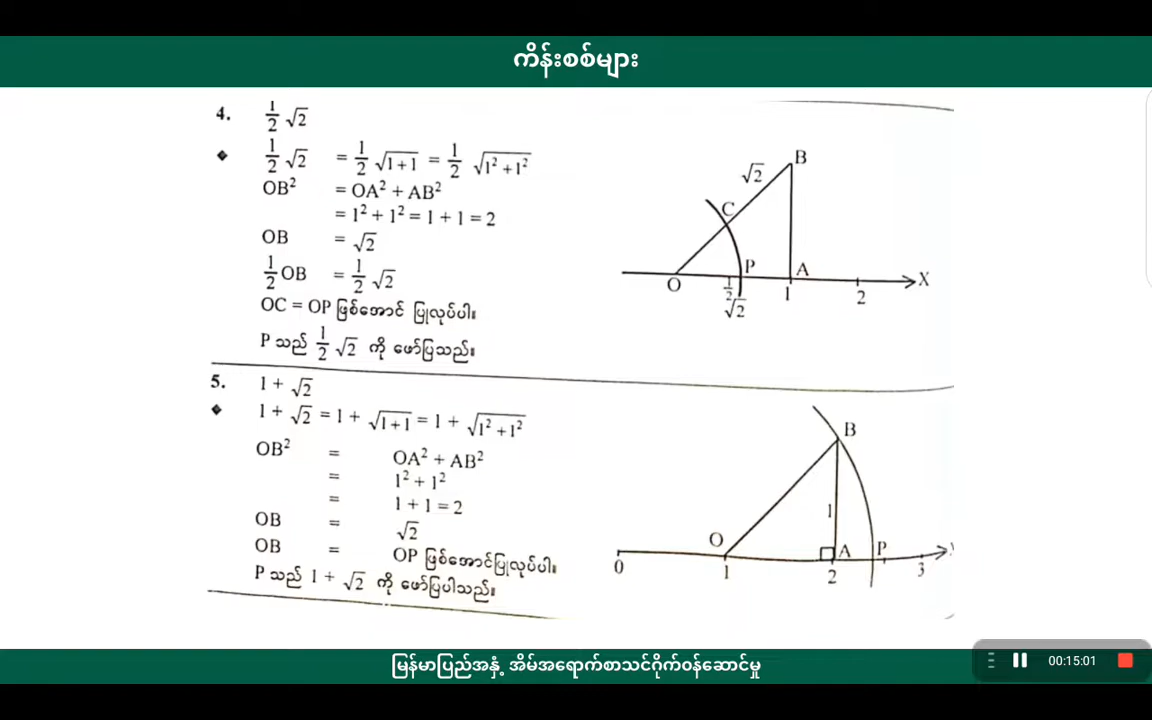 ကိန်းစစ်များ
4. 1/2 √2
❖ 1/2 √2 = 1/2 √(1+1) = 1/2 √(1² + 1²)
OB² = OA² + AB²
= 1² + 1² = 1 + 1 = 2
OB = √2
1/2 OB = 1/2 √2
OC = OP ဖြစ်အောင် ပြုလုပ်ပါ။
P သည် 1/2 √2 ကို ဖော်ပြသည်။
B
√2
C
P
A
X
O
1/2
√2
1
2
5. 1 + √2
❖ 1 + √2 = 1 + √(1+1) = 1 + √(1² + 1²)
OB² = OA² + AB²
= 1² + 1²
= 1 + 1 = 2
OB = √2
OB = OP ဖြစ်အောင်ပြုလုပ်ပါ။
P သည် 1 + √2 ကို ဖော်ပြပါသည်။
B
1
O
A
P
0
1
2
3
မြန်မာပြည်အနှံ့ အိမ်အရောက်စာသင်ဂိုက်ဝန်ဆောင်မှု
00:15:01